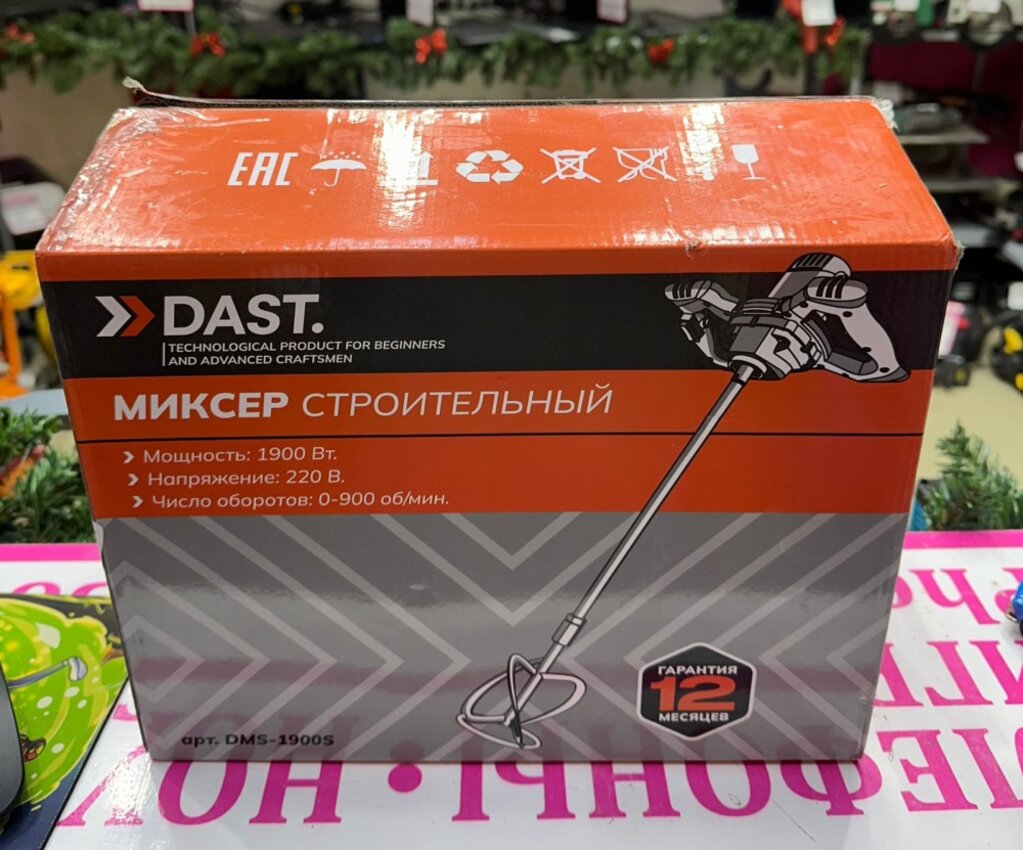 EAC
DAST.
TECHNOLOGICAL PRODUCT FOR BEGINNERS
AND ADVANCED CRAFTSMEN
МИКСЕР СТРОИТЕЛЬНЫЙ
Мощность: 1900 Вт.
Напряжение: 220 В.
Число оборотов: 0-900 об/мин.
ГАРАНТИЯ
12
МЕСЯЦЕВ
арт. DMS-1900S